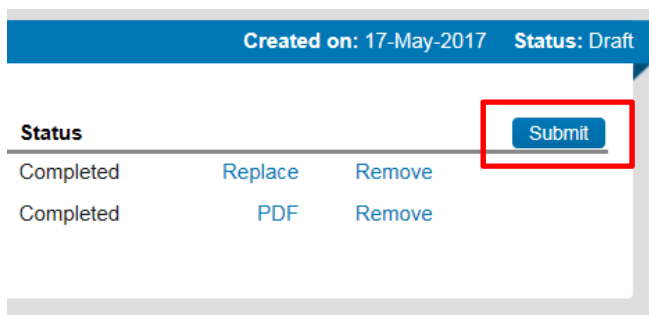 Created on: 17-May-2017 Status: Draft
Status Submit
Completed Replace Remove
Completed PDF Remove